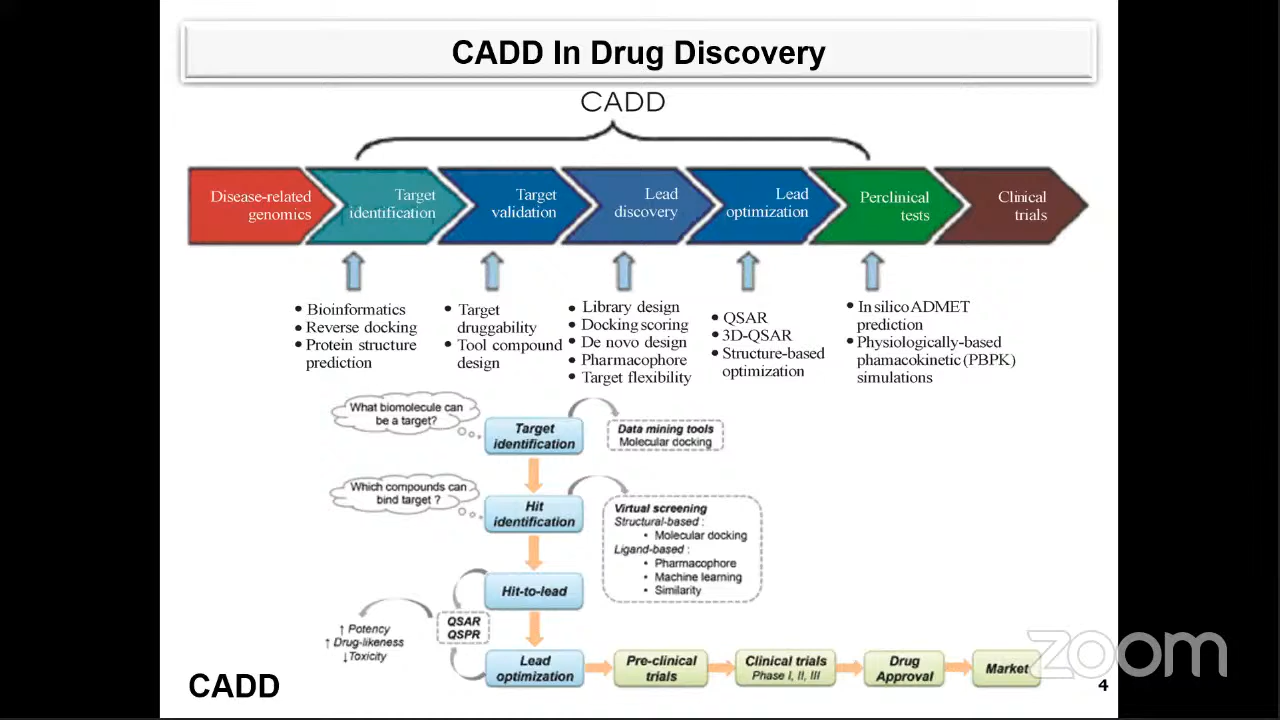 CADD In Drug Discovery
CADD
Disease-related
genomics
Target
identification
Target
validation
Lead
discovery
Lead
optimization
Perclinical
tests
Clinical
trials
• Bioinformatics
• Reverse docking
• Protein structure
prediction
• Target
druggability
• Tool compound
design
• Library design
• Docking scoring
• De novo design
• Pharmacophore
• Target flexibility
• QSAR
• 3D-QSAR
• Structure-based
optimization
• In silico ADMET
prediction
• Physiologically-based
phamacokinetic (PBPK)
simulations
What biomolecule can
be a target?
Target
identification
Data mining tools
Molecular docking
Which compounds can
bind target ?
Hit
identification
Virtual screening
Structural-based :
• Molecular docking
Ligand-based :
• Pharmacophore
• Machine learning
• Similarity
Hit-to-lead
QSAR
QSPR
↑ Potency
↑ Drug-likeness
↓Toxicity
Lead
optimization
Pre-clinical
trials
Clinical trials
Phase I, II, III
Drug
Approval
Market
CADD
4
zoom